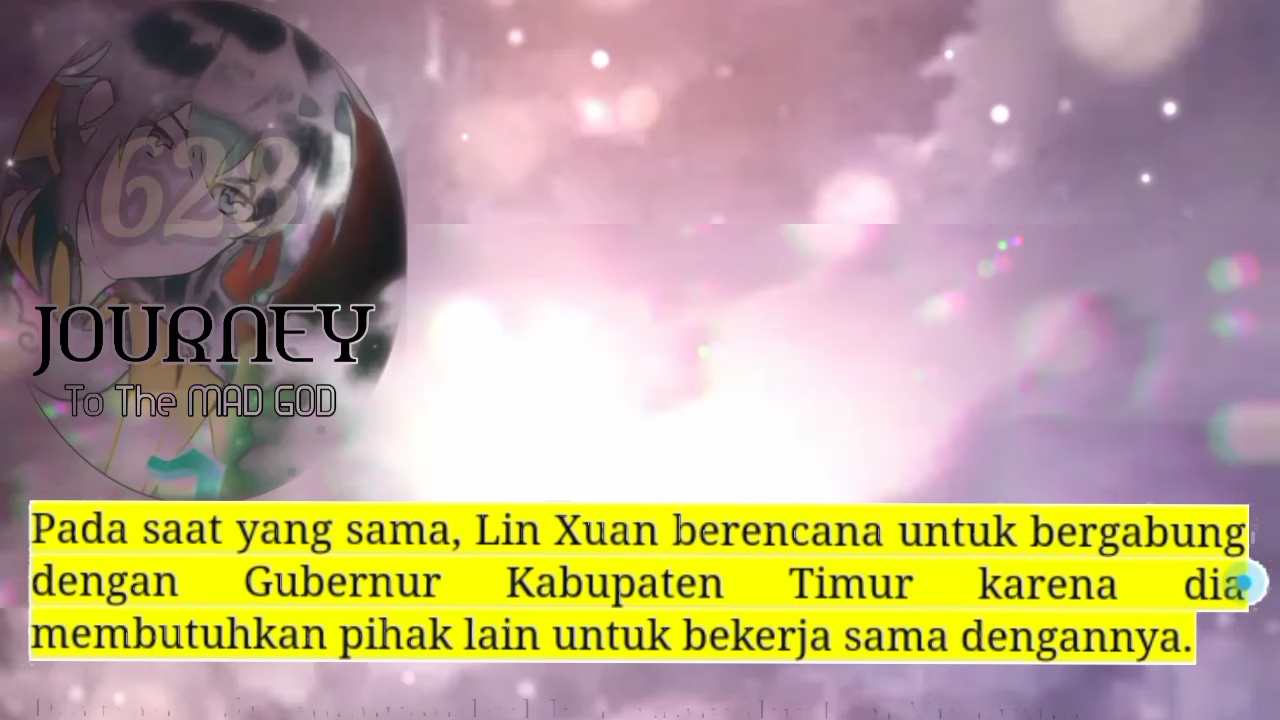 628
JOURNEY
To The MAD GOD
Pada saat yang sama, Lin Xuan berencana untuk bergabung
dengan Gubernur Kabupaten Timur karena dia
membutuhkan pihak lain untuk bekerja sama dengannya.